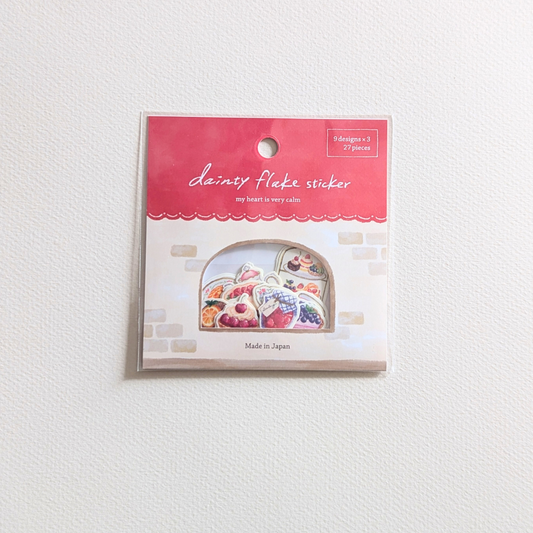 9 designs × 3
27 pieces
dainty flake sticker
my heart is very calm
Made in Japan